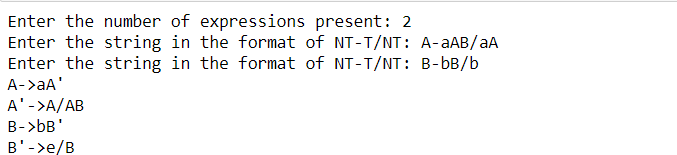 Enter the number of expressions present: 2
Enter the string in the format of NT-T/NT: A-aAB/aA
Enter the string in the format of NT-T/NT: B-bB/b
A->aA'
A'->A/AB
B->bB'
B'->e/B